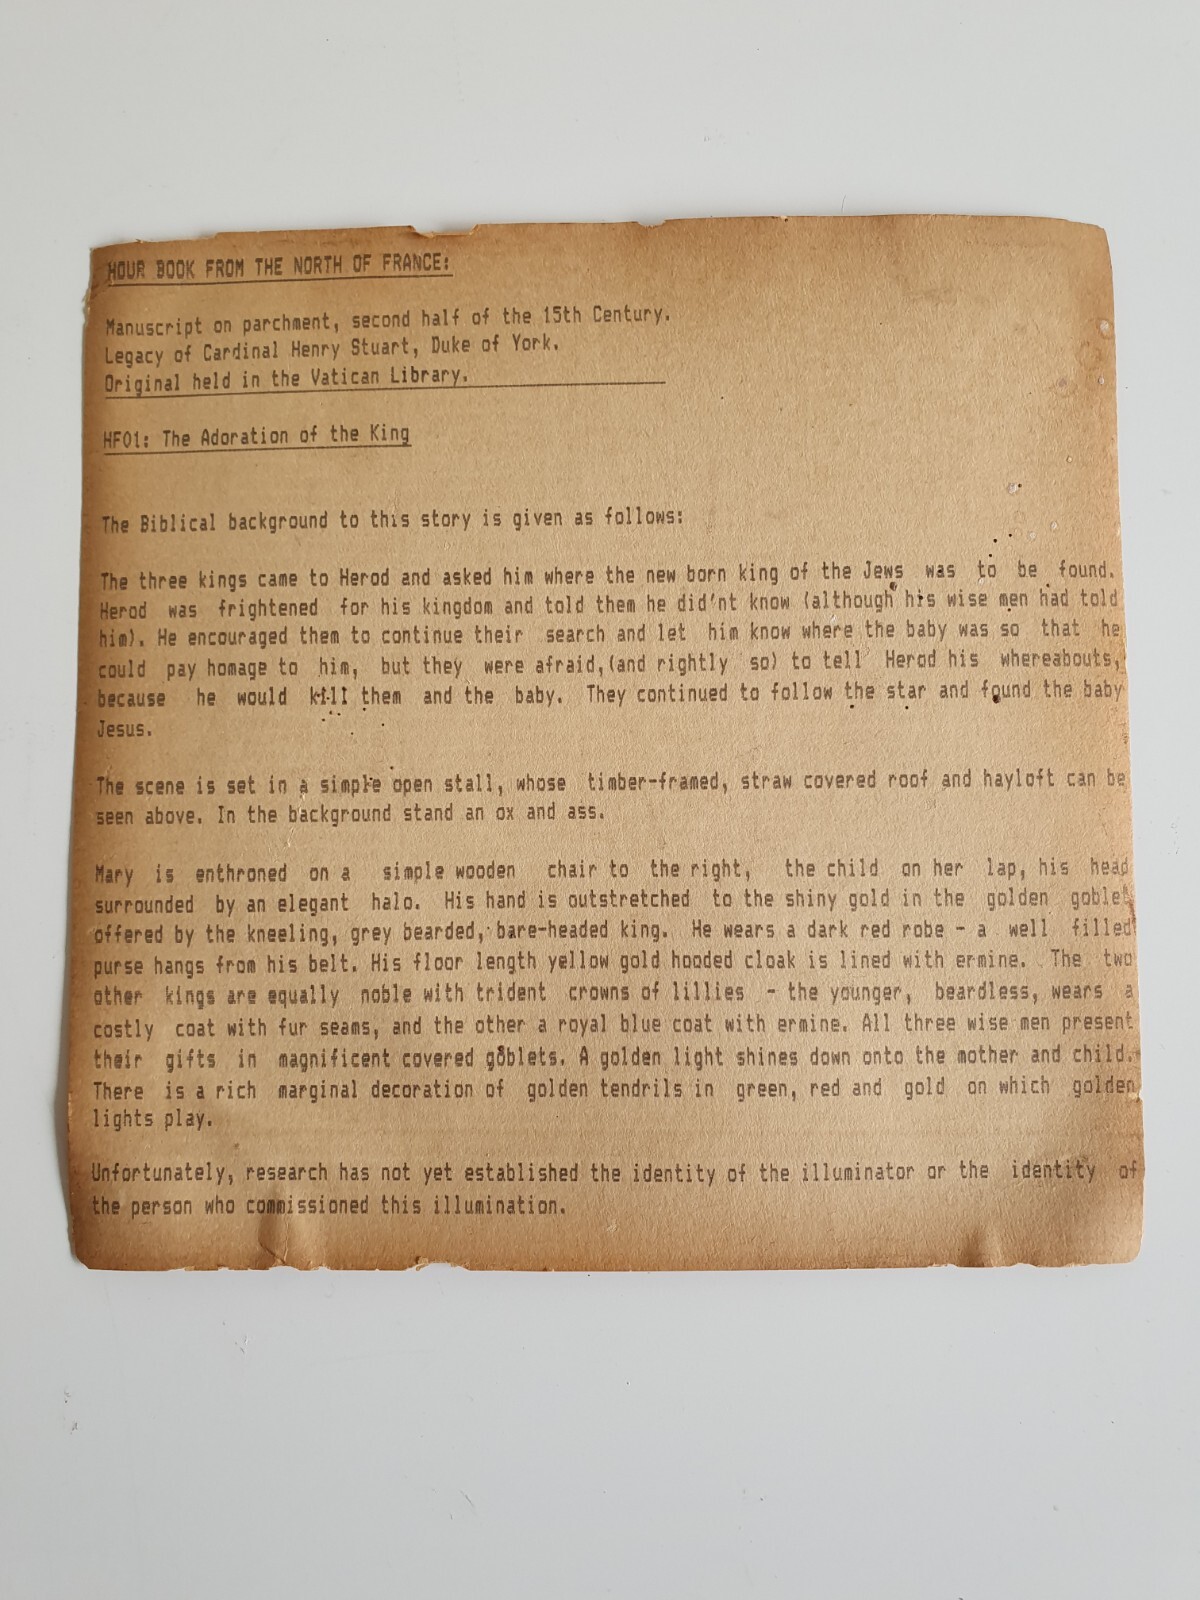 HOUR BOOK FROM THE NORTH OF FRANCE:
Manuscript on parchment, second half of the 15th Century.
Legacy of Cardinal Henry Stuart, Duke of York.
Original held in the Vatican Library.
HF01: The Adoration of the King
The Biblical background to this story is given as follows:
The three kings came to Herod and asked him where the new born king of the Jews was to be found.
Herod was frightened for his kingdom and told them he did'nt know (although his wise men had told
him). He encouraged them to continue their search and let him know where the baby was so that he
could pay homage to him, but they were afraid,(and rightly so) to tell Herod his whereabouts,
because he would kill them and the baby. They continued to follow the star and found the baby
Jesus.
The scene is set in a simple open stall, whose timber-framed, straw covered roof and hayloft can be
seen above. In the background stand an ox and ass.
Mary is enthroned on a simple wooden chair to the right, the child on her lap, his head
surrounded by an elegant halo. His hand is outstretched to the shiny gold in the golden goblet
offered by the kneeling, grey bearded, bare-headed king. He wears a dark red robe - a well filled
purse hangs from his belt. His floor length yellow gold hooded cloak is lined with ermine. The two
other kings are equally noble with trident crowns of lillies - the younger, beardless, wears a
costly coat with fur seams, and the other a royal blue coat with ermine. All three wise men present
their gifts in magnificent covered goblets. A golden light shines down onto the mother and child.
There is a rich marginal decoration of golden tendrils in green, red and gold on which golden
lights play.
Unfortunately, research has not yet established the identity of the illuminator or the identity of
the person who commissioned this illumination.